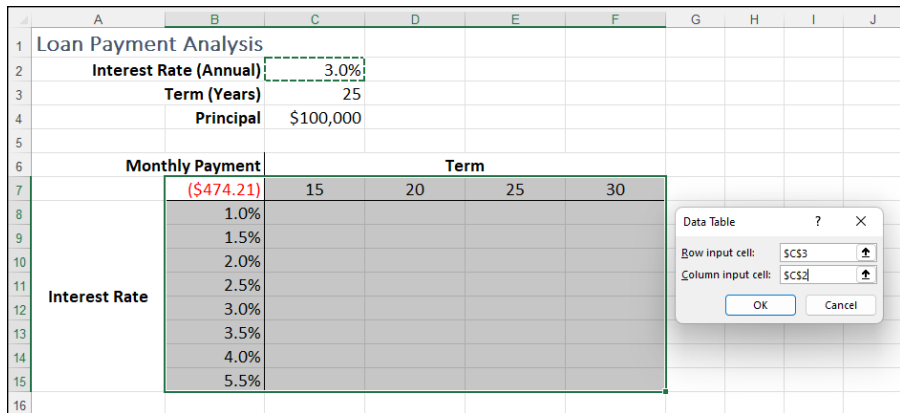 A B C D E F G H I J
1 Loan Payment Analysis
2 Interest Rate (Annual) 3.0%
3 Term (Years) 25
4 Principal $100,000
5
6 Monthly Payment Term
7 ($474.21) 15 20 25 30
8 1.0%
9 1.5%
10 2.0%
11 2.5%
Interest Rate
12 3.0%
13 3.5%
14 4.0%
15 5.5%
16
Data Table ? ×
Row input cell: $C$3
Column input cell: $C$2
OK Cancel